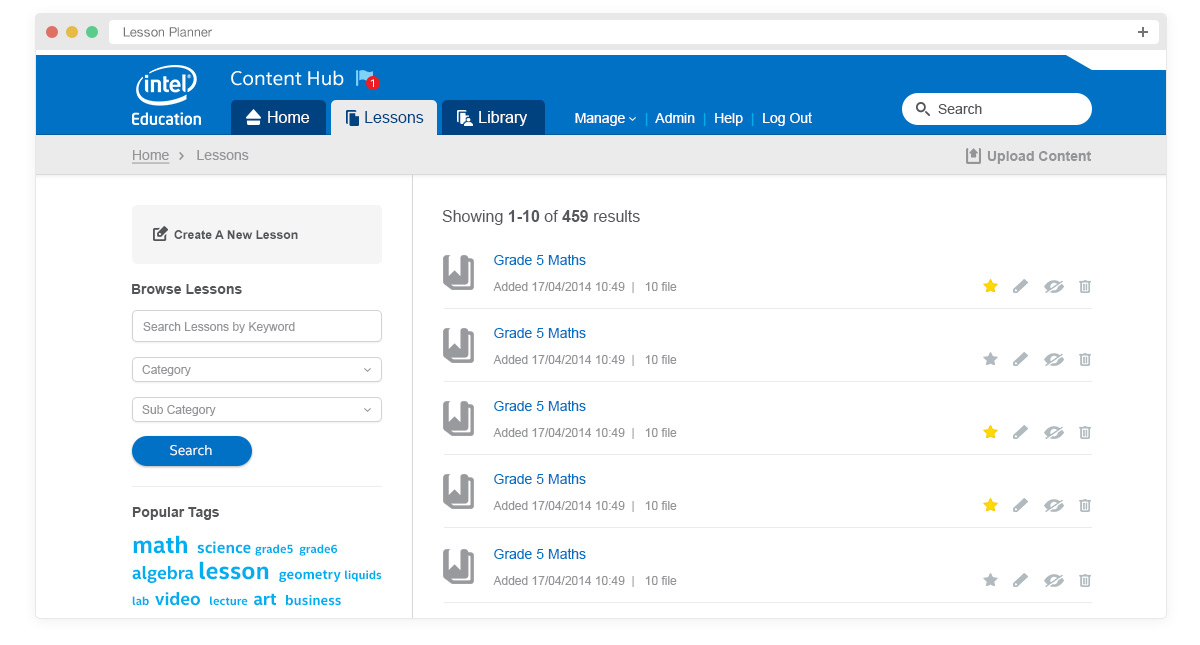 Lesson Planner
intel
Education
Content Hub
1
Home
Lessons
Library
Manage | Admin | Help | Log Out
Search
Home > Lessons
Upload Content
Create A New Lesson
Browse Lessons
Search Lessons by Keyword
Category
Sub Category
Search
Popular Tags
math science grade5 grade6
algebra lesson geometry liquids
lab video lecture art business
Showing 1-10 of 459 results
Grade 5 Maths
Added 17/04/2014 10:49 | 10 file
Grade 5 Maths
Added 17/04/2014 10:49 | 10 file
Grade 5 Maths
Added 17/04/2014 10:49 | 10 file
Grade 5 Maths
Added 17/04/2014 10:49 | 10 file
Grade 5 Maths
Added 17/04/2014 10:49 | 10 file